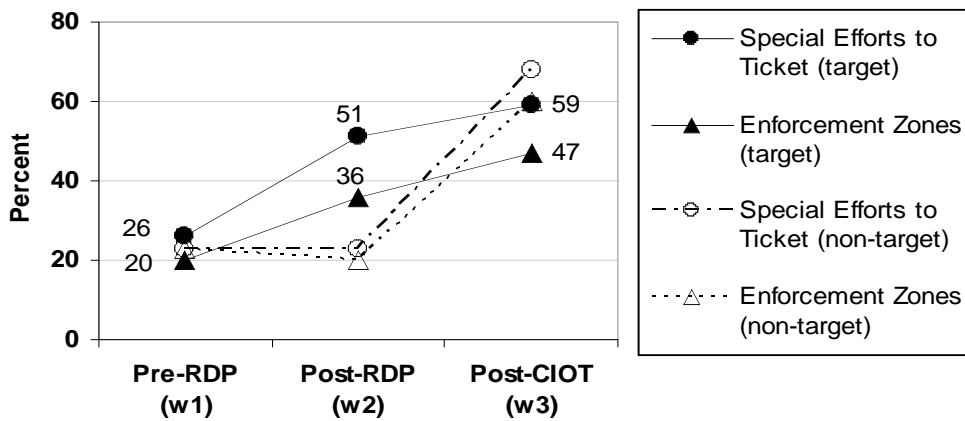 80
60
40
20
0
Percent
26
20
51
36
59
47
Pre-RDP
(w1)
Post-RDP
(w2)
Post-CIOT
(w3)
Special Efforts to
Ticket (target)
Enforcement Zones
(target)
Special Efforts to
Ticket (non-target)
Enforcement Zones
(non-target)